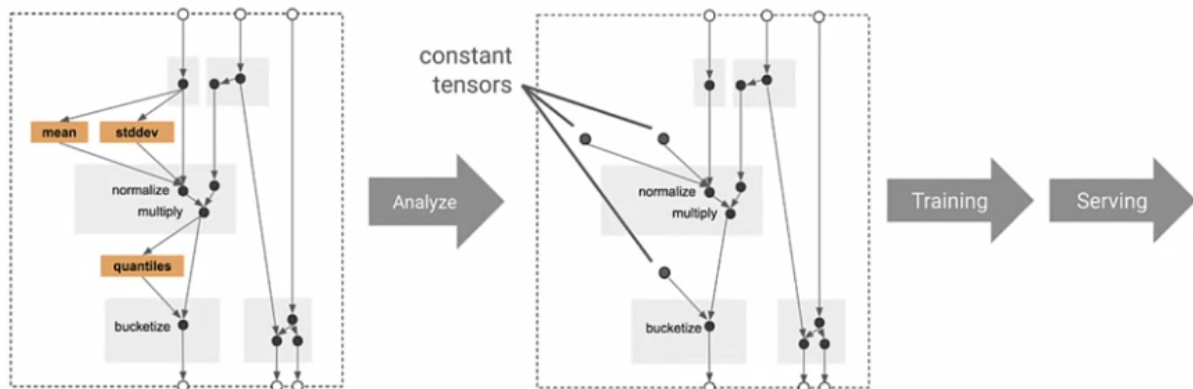 mean
stddev
normalize
multiply
quantiles
bucketize
Analyze
constant
tensors
normalize
multiply
bucketize
Training
Serving